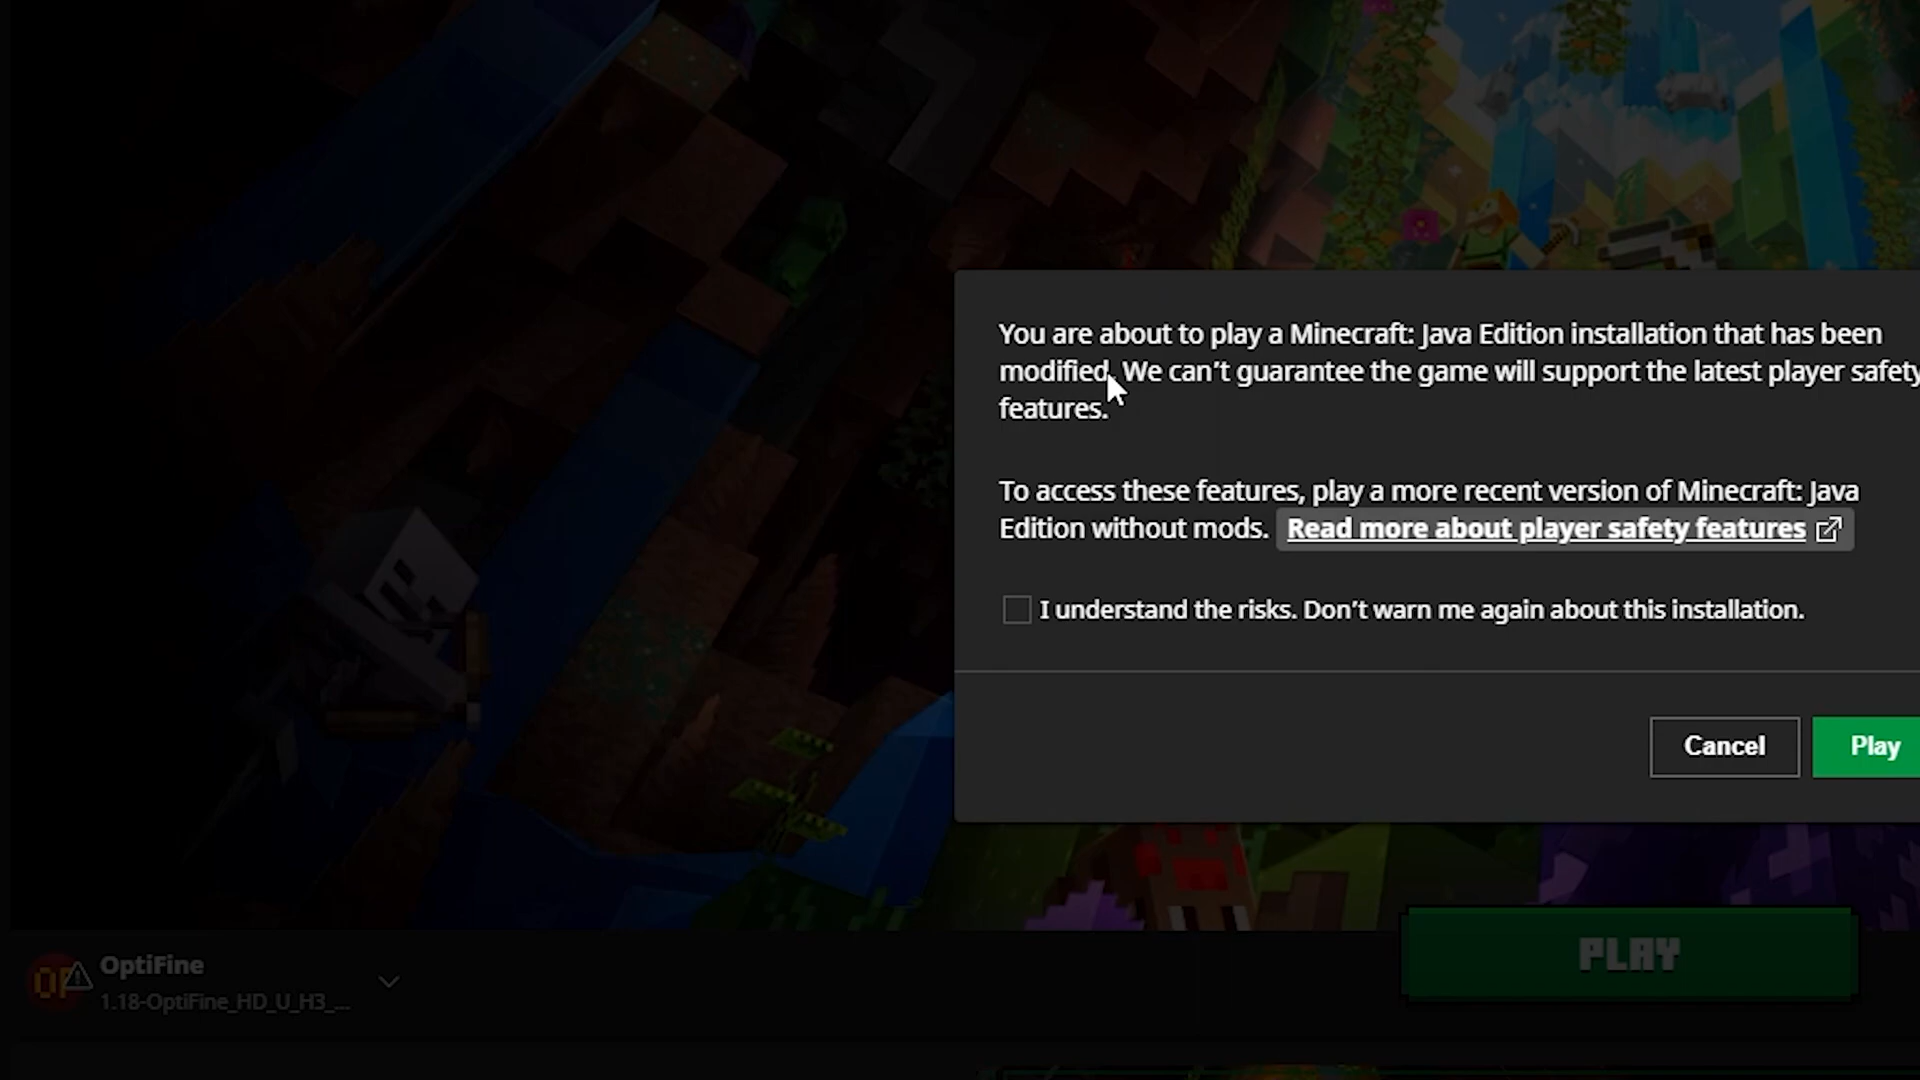 You are about to play a Minecraft: Java Edition installation that has been
modified. We can’t guarantee the game will support the latest player safety
features.
To access these features, play a more recent version of Minecraft: Java
Edition without mods. Read more about player safety features
I understand the risks. Don’t warn me again about this installation.
Cancel
Play
PLAY
OptiFine
1.18-OptiFine_HD_U_H3_...